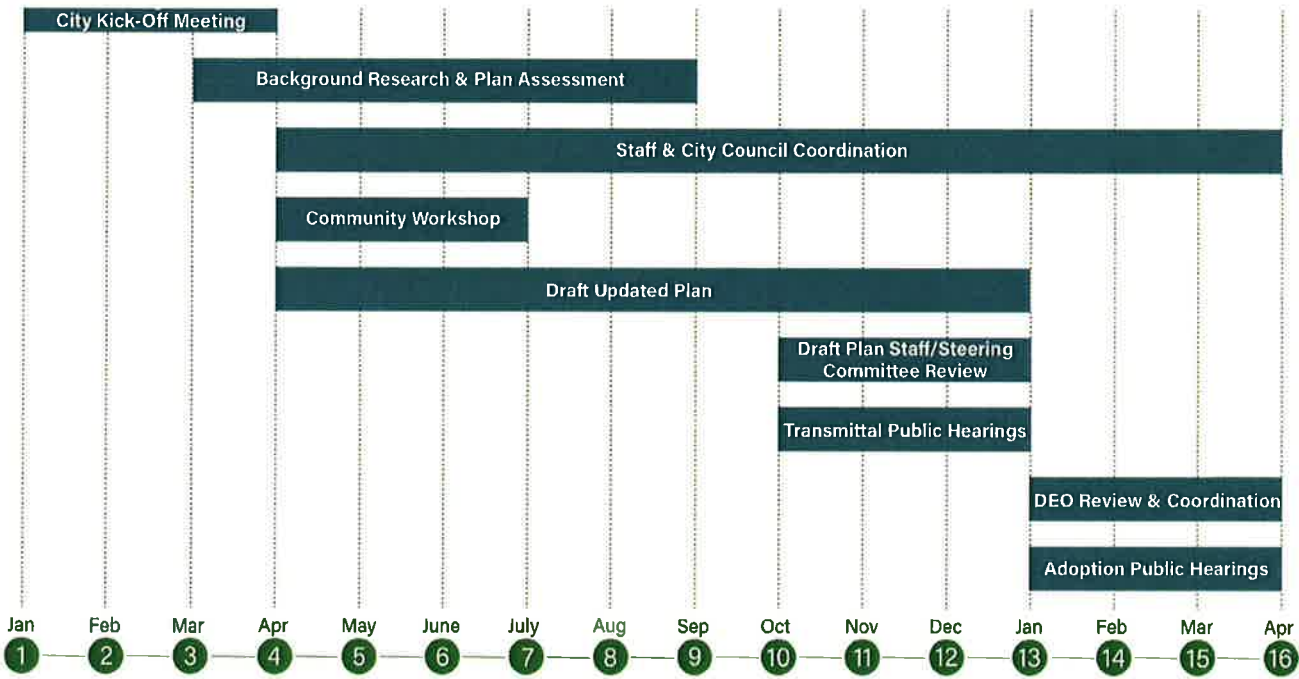 City Kick-Off Meeting
Background Research & Plan Assessment
Staff & City Council Coordination
Community Workshop
Draft Updated Plan
Draft Plan Staff/Steering
Committee Review
Transmittal Public Hearings
DEO Review & Coordination
Adoption Public Hearings
Jan Feb Mar Apr May June July Aug Sep Oct Nov Dec Jan Feb Mar Apr
1 2 3 4 5 6 7 8 9 10 11 12 13 14 15 16